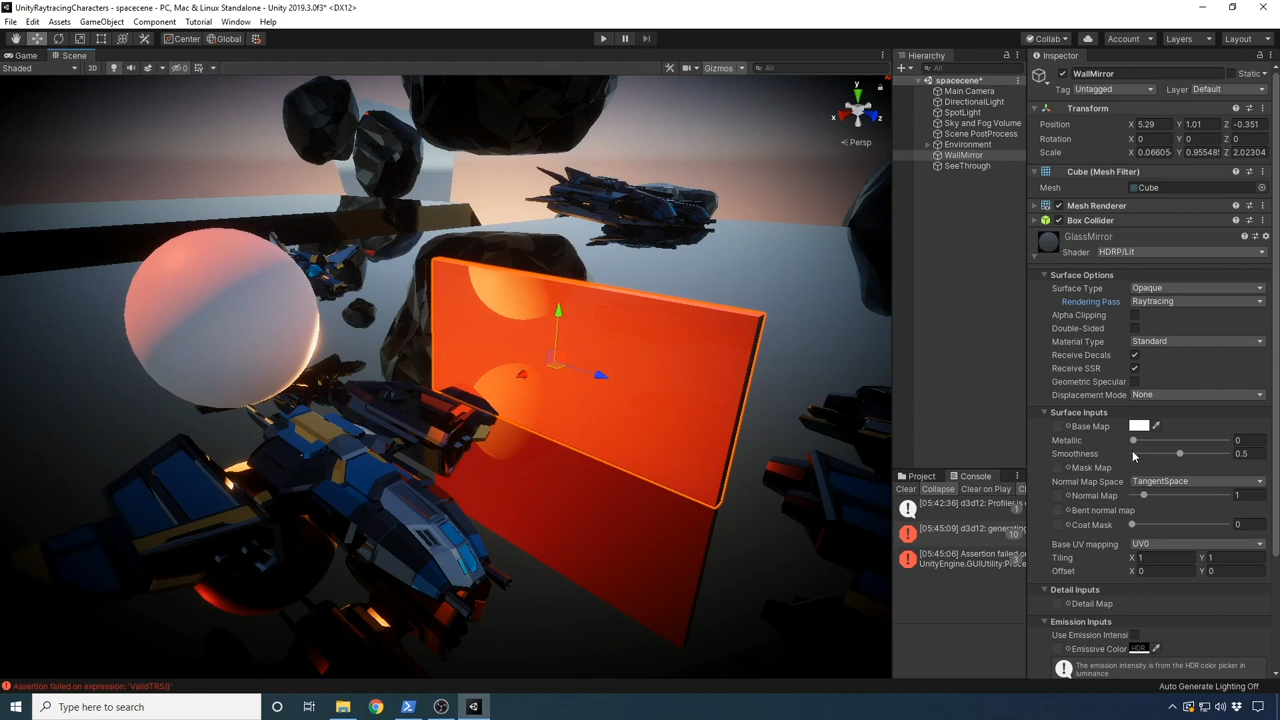 UnityRaytracingCharacters - spacecene - PC, Mac & Linux Standalone - Unity 2019.3.0f3* <DX12>
File Edit Assets GameObject Component Tutorial Window Help
Center Global Collab Account Layers Layout
Game Scene
Shaded 2D 0 Gizmos All
y
x
z
Persp
Hierarchy
All
spacecene*
Main Camera
DirectionalLight
SpotLight
Sky and Fog Volume
Scene PostProcess
Environment
WallMirror
SeeThrough
Project Console
Clear Collapse Clear on Play
[05:42:36] d3d12: Profiler is
1
[05:45:09] d3d12: generating
10
[05:45:06] Assertion failed on
UnityEngine.GUIUtility:Proce
Inspector
WallMirror Static
Tag Untagged Layer Default
Transform
Position X 5.29 Y 1.01 Z -0.351
Rotation X 0 Y 0 Z 0
Scale X 0.06605 Y 0.95548 Z 2.02304
Cube (Mesh Filter)
Mesh Cube
Mesh Renderer
Box Collider
GlassMirror
Shader HDRP/Lit
Surface Options
Surface Type Opaque
Rendering Pass Raytracing
Alpha Clipping
Double-Sided
Material Type Standard
Receive Decals
Receive SSR
Geometric Specular
Displacement Mode None
Surface Inputs
Base Map
Metallic 0
Smoothness 0.5
Mask Map
Normal Map Space TangentSpace
Normal Map 1
Bent normal map
Coat Mask 0
Base UV mapping UV0
Tiling X 1 Y 1
Offset X 0 Y 0
Detail Inputs
Detail Map
Emission Inputs
Use Emission Intensi
Emissive Color HDR
The emission intensity is from the HDR color picker in
luminance
Assertion failed on expression: 'ValidTRS()'
Auto Generate Lighting Off
Type here to search